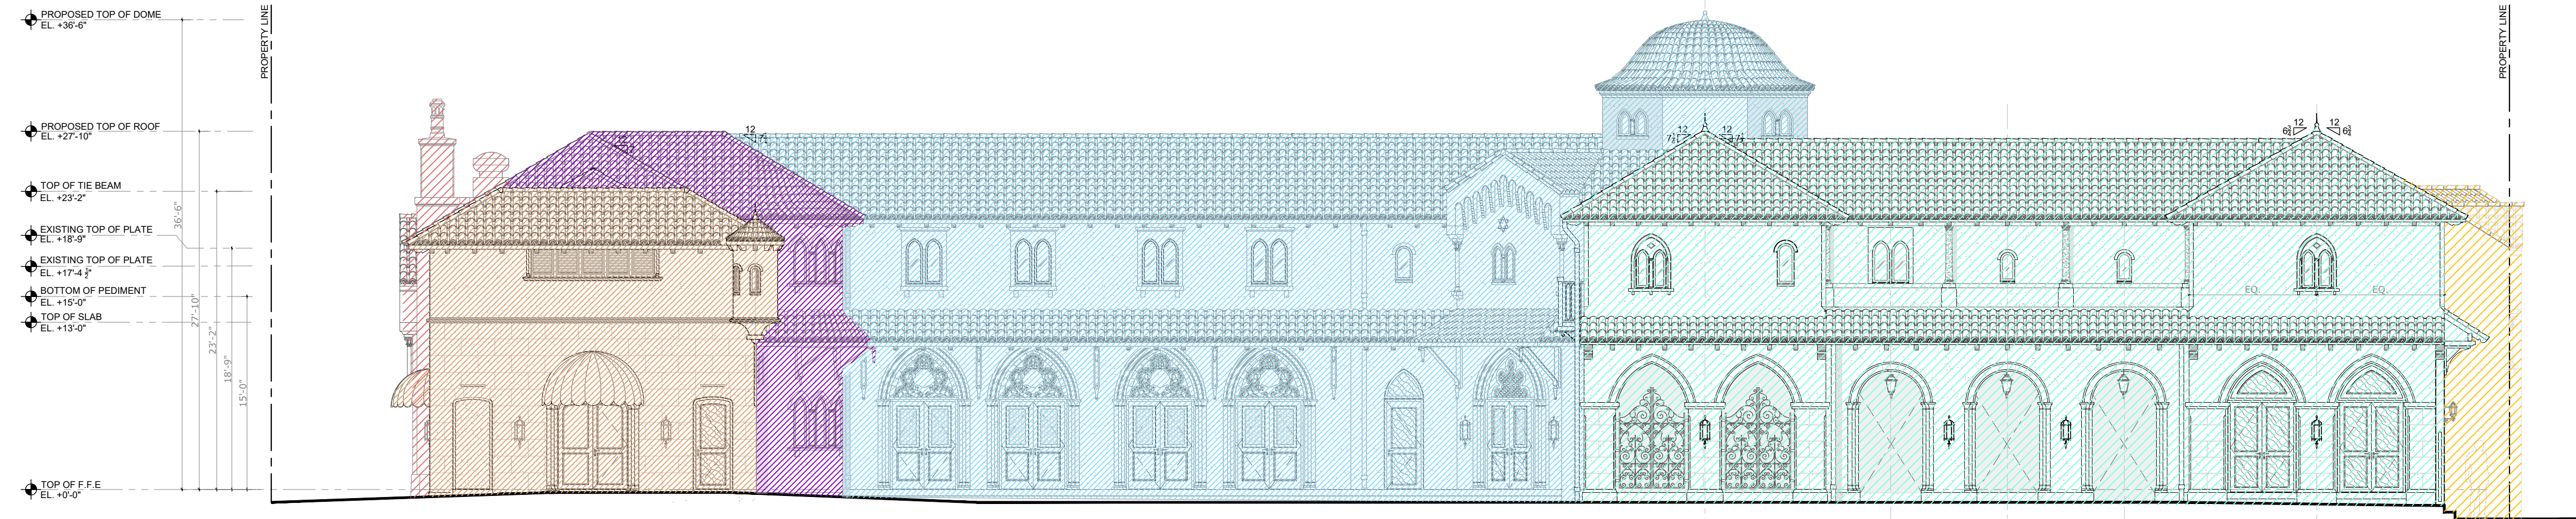 PROPOSED TOP OF DOME
EL. +36'-6"
PROPOSED TOP OF ROOF
EL. +27'-10"
TOP OF TIE BEAM
EL. +23'-2"
EXISTING TOP OF PLATE
EL. +18'-9"
EXISTING TOP OF PLATE
EL. +17'-4 1/2"
BOTTOM OF PEDIMENT
EL. +15'-0"
TOP OF SLAB
EL. +13'-0"
TOP OF F.F.E
EL. +0'-0"
36'-6"
27'-10"
23'-2"
18'-9"
15'-0"
PROPERTY LINE
12
12
12
12
12
12
EQ.
EQ.
PROPERTY LINE